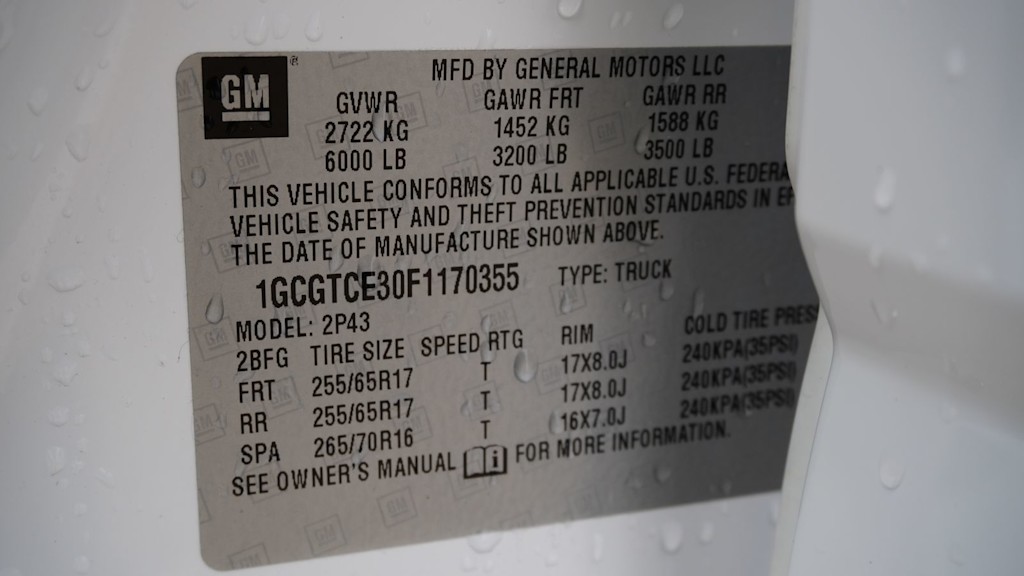 GM ® MFD BY GENERAL MOTORS LLC
GVWR GAWR FRT GAWR RR
2722 KG 1452 KG 1588 KG
6000 LB 3200 LB 3500 LB
THIS VEHICLE CONFORMS TO ALL APPLICABLE U.S. FEDERA
VEHICLE SAFETY AND THEFT PREVENTION STANDARDS IN EF
THE DATE OF MANUFACTURE SHOWN ABOVE.
1GCGTCE30F1170355 TYPE: TRUCK
MODEL: 2P43
2BFG TIRE SIZE SPEED RTG RIM COLD TIRE PRES
FRT 255/65R17 T 17X8.0J 240KPA(35PSI)
RR 255/65R17 T 17X8.0J 240KPA(35PSI)
SPA 265/70R16 T 16X7.0J 240KPA(35PSI)
SEE OWNER'S MANUAL i FOR MORE INFORMATION.